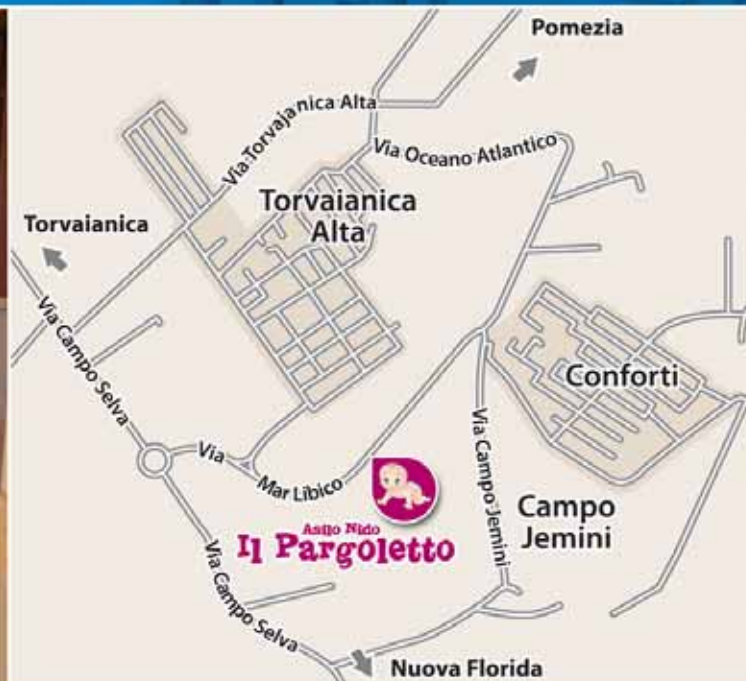 Pomezia
Via Torvajanica Alta
Via Oceano Atlantico
Torvaianica
Alta
Torvaianica
Via Campo Selva
Conforti
Via Mar Líbico
Via Campo Jemini
Campo
Jemini
Asilo Nido
Il Pargoletto
Via Campo Selva
Nuova Florida